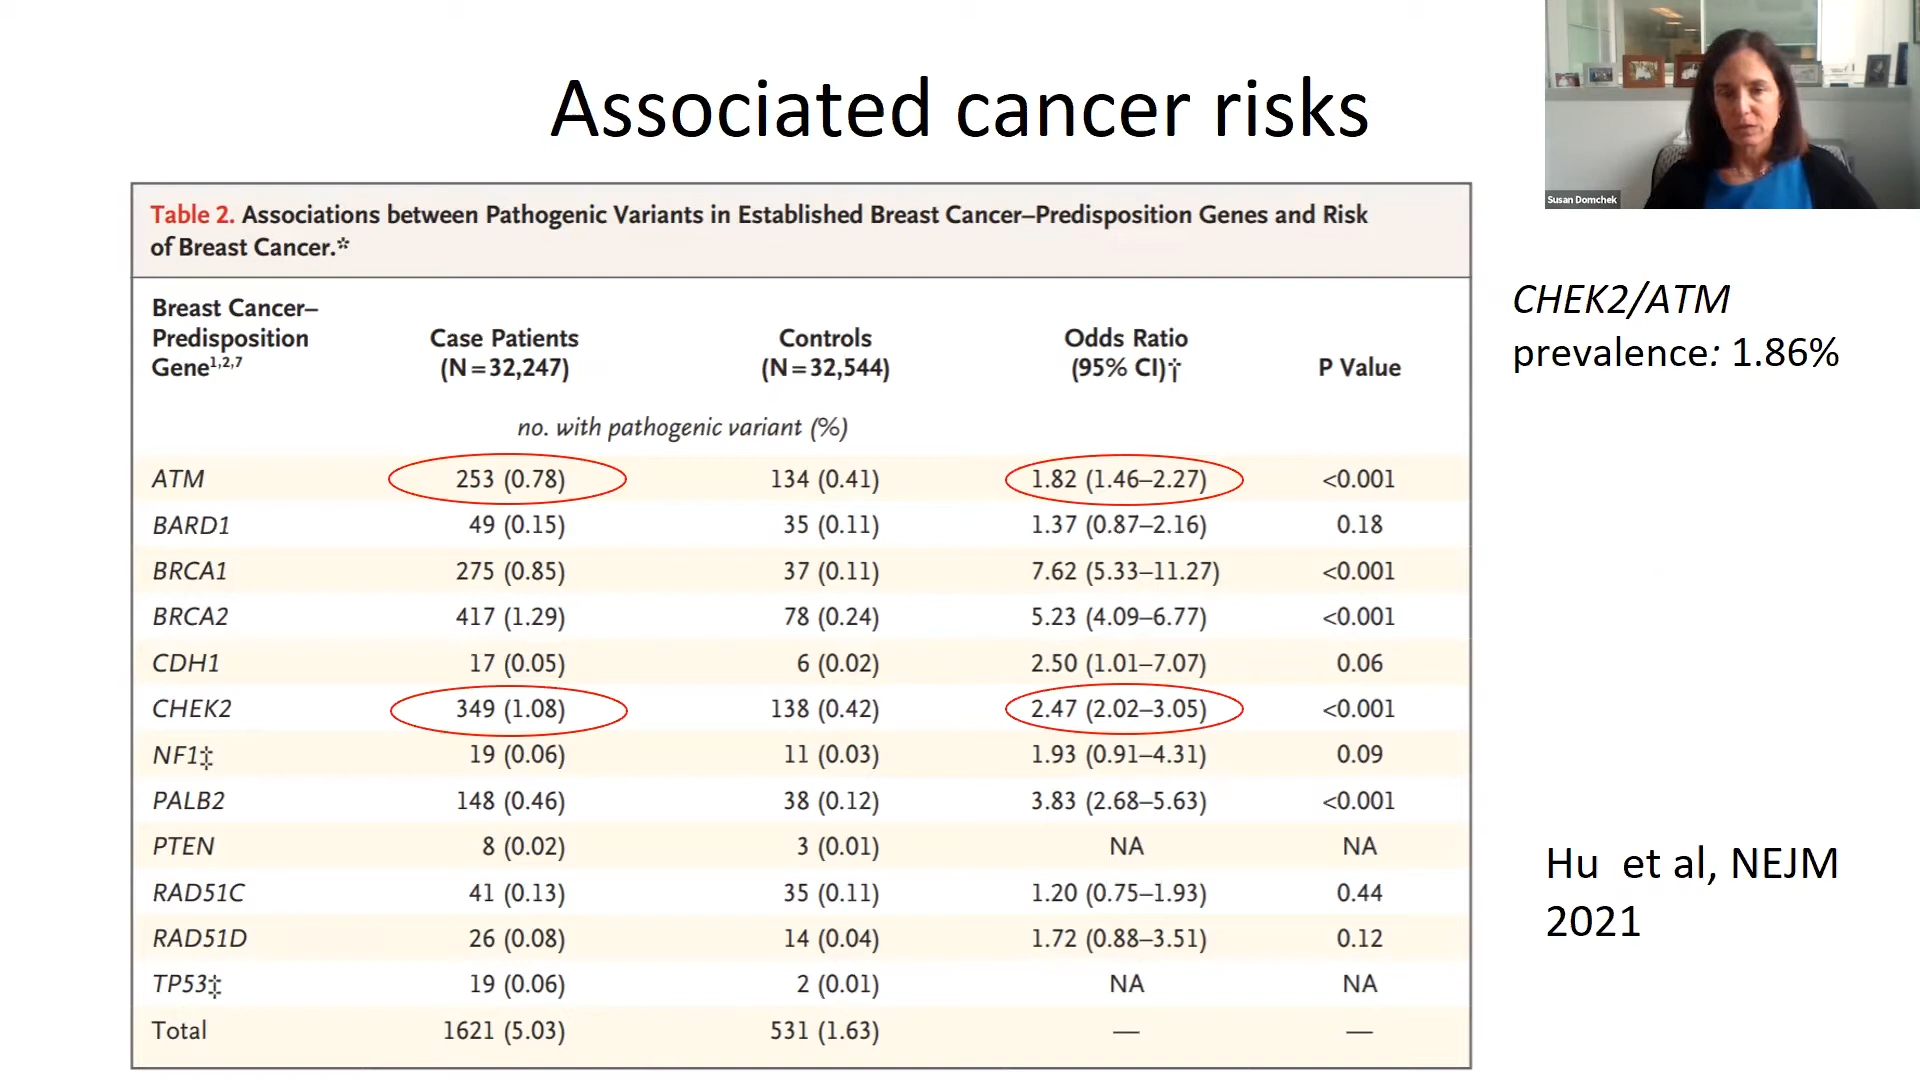 Associated cancer risks
Susan Domchek
Table 2. Associations between Pathogenic Variants in Established Breast Cancer–Predisposition Genes and Risk
of Breast Cancer.*
Breast Cancer–
Predisposition
Gene1,2,7
Case Patients
(N=32,247)
Controls
(N=32,544)
Odds Ratio
(95% CI)†
P Value
no. with pathogenic variant (%)
ATM 253 (0.78) 134 (0.41) 1.82 (1.46–2.27) <0.001
BARD1 49 (0.15) 35 (0.11) 1.37 (0.87–2.16) 0.18
BRCA1 275 (0.85) 37 (0.11) 7.62 (5.33–11.27) <0.001
BRCA2 417 (1.29) 78 (0.24) 5.23 (4.09–6.77) <0.001
CDH1 17 (0.05) 6 (0.02) 2.50 (1.01–7.07) 0.06
CHEK2 349 (1.08) 138 (0.42) 2.47 (2.02–3.05) <0.001
NF1‡ 19 (0.06) 11 (0.03) 1.93 (0.91–4.31) 0.09
PALB2 148 (0.46) 38 (0.12) 3.83 (2.68–5.63) <0.001
PTEN 8 (0.02) 3 (0.01) NA NA
RAD51C 41 (0.13) 35 (0.11) 1.20 (0.75–1.93) 0.44
RAD51D 26 (0.08) 14 (0.04) 1.72 (0.88–3.51) 0.12
TP53‡ 19 (0.06) 2 (0.01) NA NA
Total 1621 (5.03) 531 (1.63) — —
CHEK2/ATM
prevalence: 1.86%
Hu et al, NEJM
2021